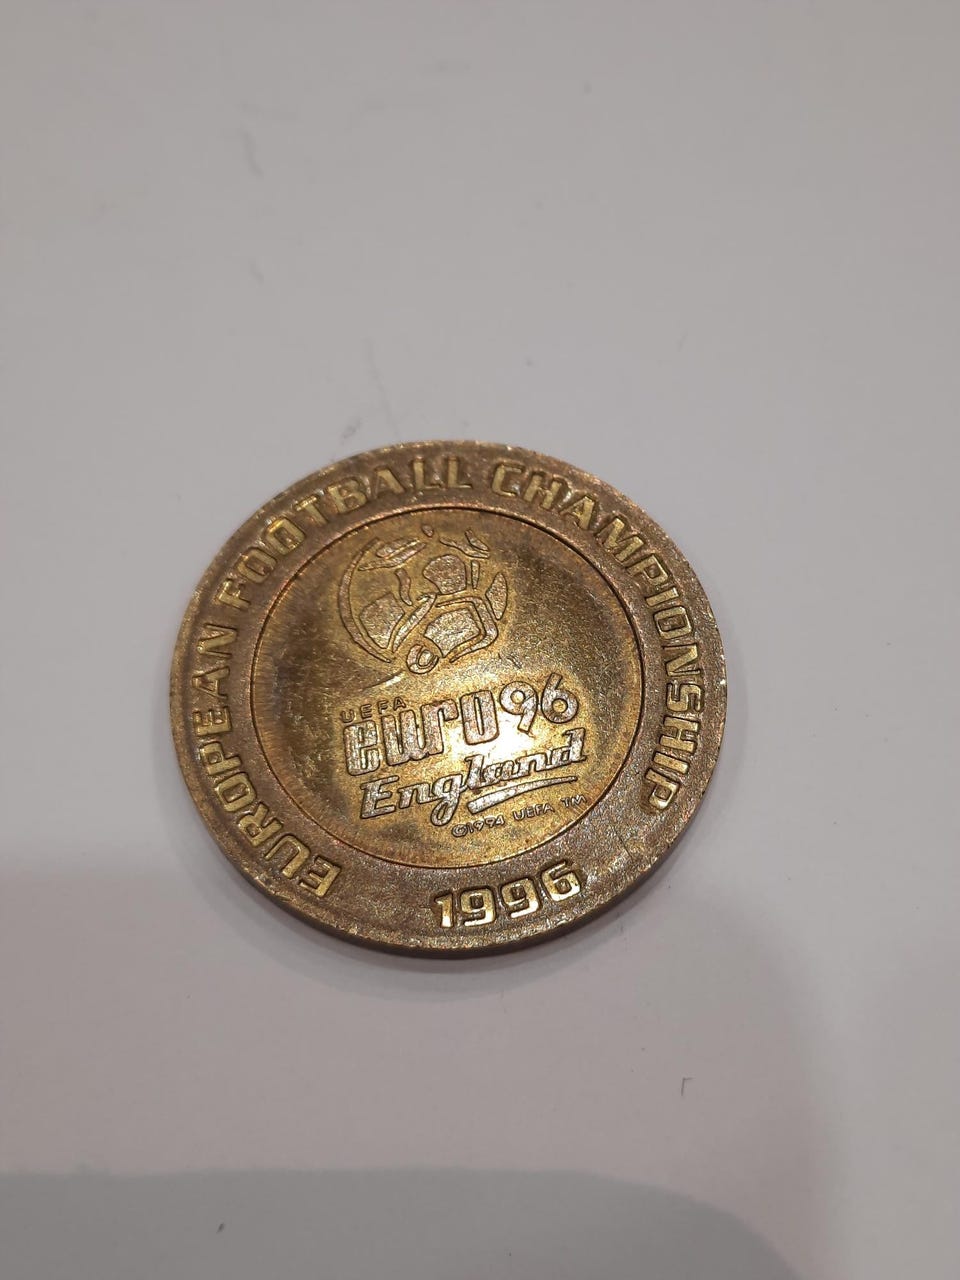 EUROPEAN FOOTBALL CHAMPIONSHIP
UEFA
euro96
England
©1994 UEFA TM
1996